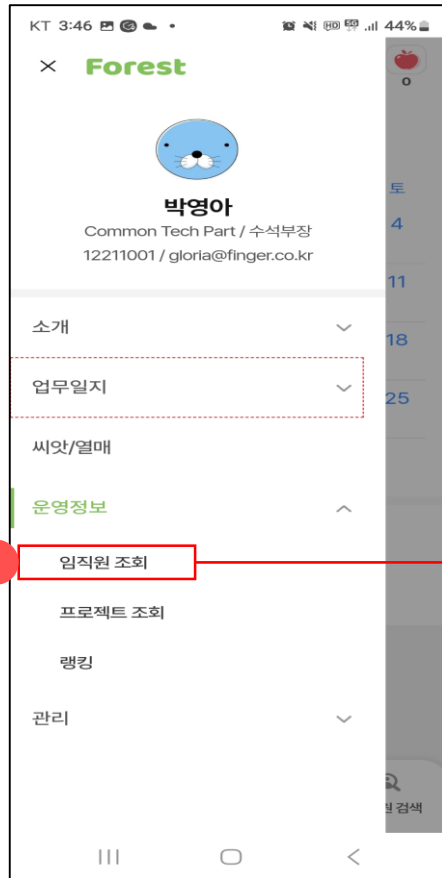 KT 3:46 44%
× Forest
0
박영아
Common Tech Part / 수석부장
12211001 / gloria@finger.co.kr
토
4
11
18
25
소개
업무일지
씨앗/열매
운영정보
임직원 조회
프로젝트 조회
랭킹
관리
검색